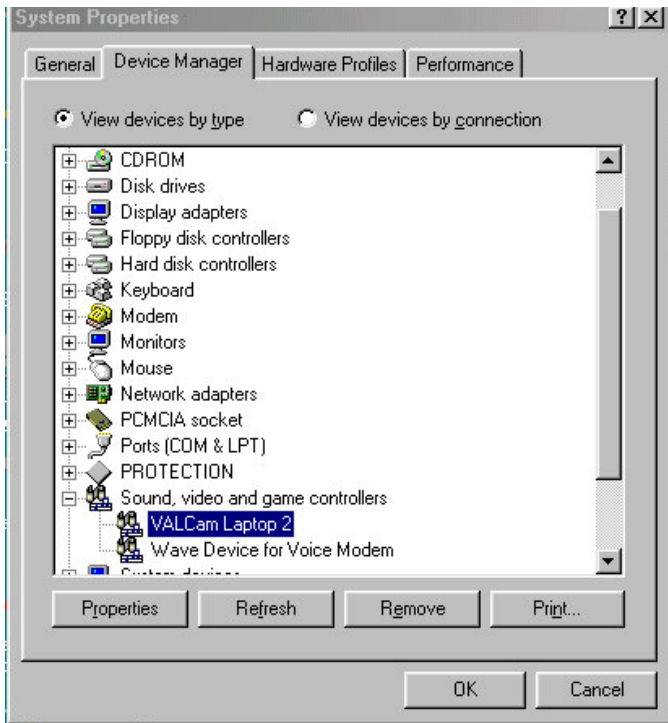 System Properties
General Device Manager Hardware Profiles Performance
View devices by type View devices by connection
CDROM
Disk drives
Display adapters
Floppy disk controllers
Hard disk controllers
Keyboard
Modem
Monitors
Mouse
Network adapters
PCMCIA socket
Ports (COM & LPT)
PROTECTION
Sound, video and game controllers
VALCam Laptop 2
Wave Device for Voice Modem
System devices
Properties Refresh Remove Print...
OK Cancel